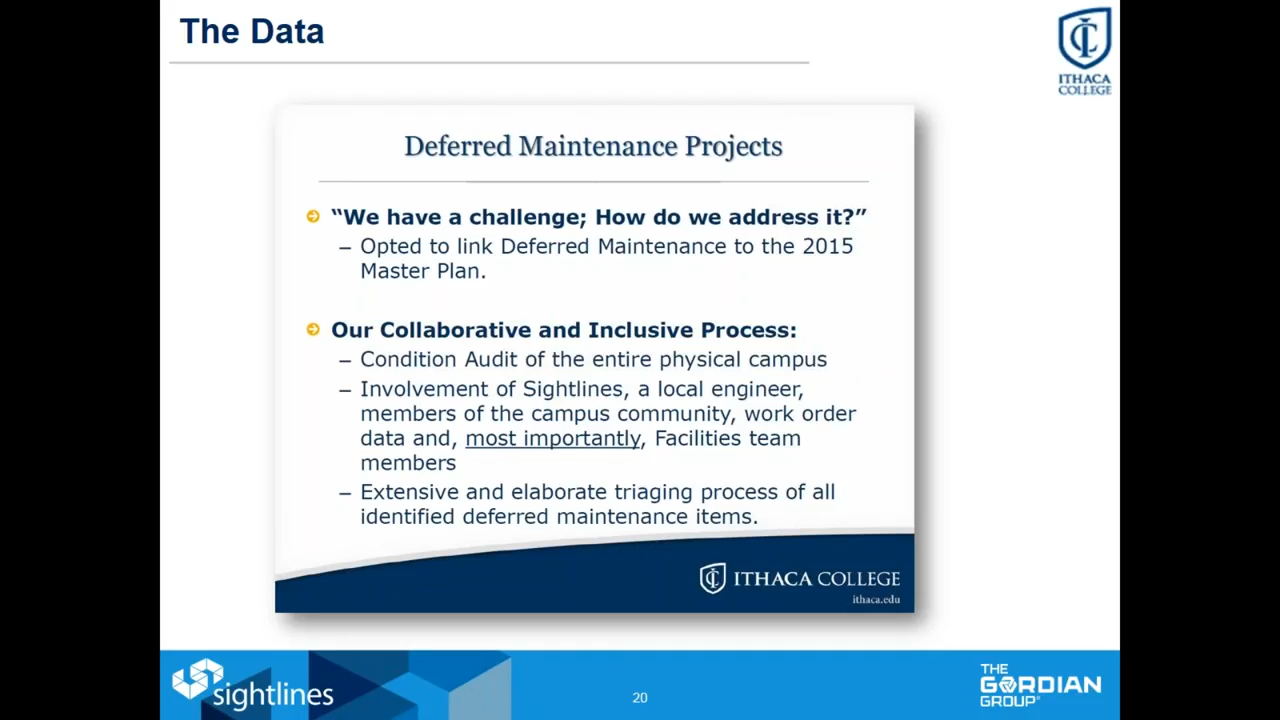 The Data
ITHACA
COLLEGE
Deferred Maintenance Projects
“We have a challenge; How do we address it?”
– Opted to link Deferred Maintenance to the 2015
Master Plan.
Our Collaborative and Inclusive Process:
– Condition Audit of the entire physical campus
– Involvement of Sightlines, a local engineer,
members of the campus community, work order
data and, most importantly, Facilities team
members
– Extensive and elaborate triaging process of all
identified deferred maintenance items.
ITHACA COLLEGE
ithaca.edu
sightlines
20
THE
GORDIAN
GROUP®